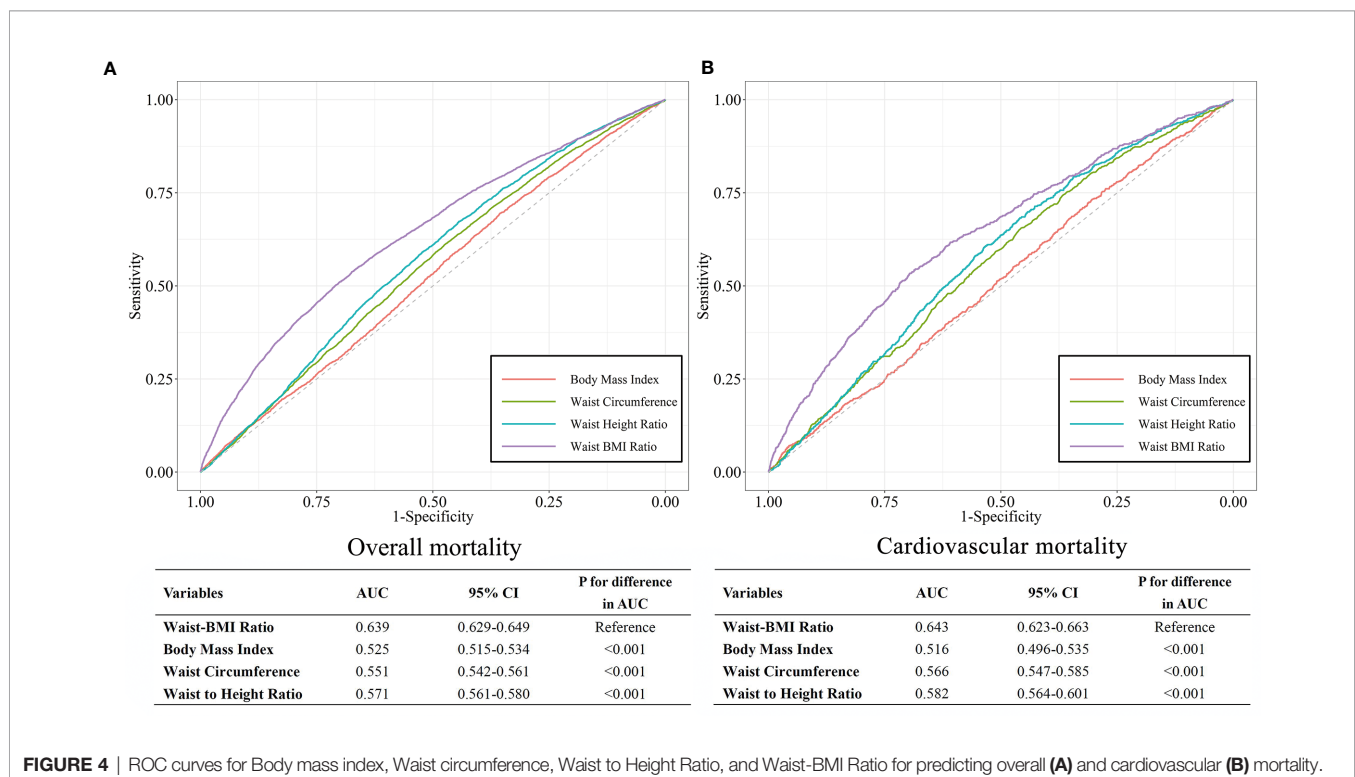 A
1.00
0.75
0.50
0.25
0.00
Sensitivity
Body Mass Index
Waist Circumference
Waist Height Ratio
Waist BMI Ratio
1.00 0.75 0.50 0.25 0.00
1-Specificity
Overall mortality
Variables AUC 95% CI P for difference
in AUC
Waist-BMI Ratio 0.639 0.629-0.649 Reference
Body Mass Index 0.525 0.515-0.534 <0.001
Waist Circumference 0.551 0.542-0.561 <0.001
Waist to Height Ratio 0.571 0.561-0.580 <0.001
B
1.00
0.75
0.50
0.25
0.00
Sensitivity
Body Mass Index
Waist Circumference
Waist Height Ratio
Waist BMI Ratio
1.00 0.75 0.50 0.25 0.00
1-Specificity
Cardiovascular mortality
Variables AUC 95% CI P for difference
in AUC
Waist-BMI Ratio 0.643 0.623-0.663 Reference
Body Mass Index 0.516 0.496-0.535 <0.001
Waist Circumference 0.566 0.547-0.585 <0.001
Waist to Height Ratio 0.582 0.564-0.601 <0.001
FIGURE 4 | ROC curves for Body mass index, Waist circumference, Waist to Height Ratio, and Waist-BMI Ratio for predicting overall (A) and cardiovascular (B) mortality.